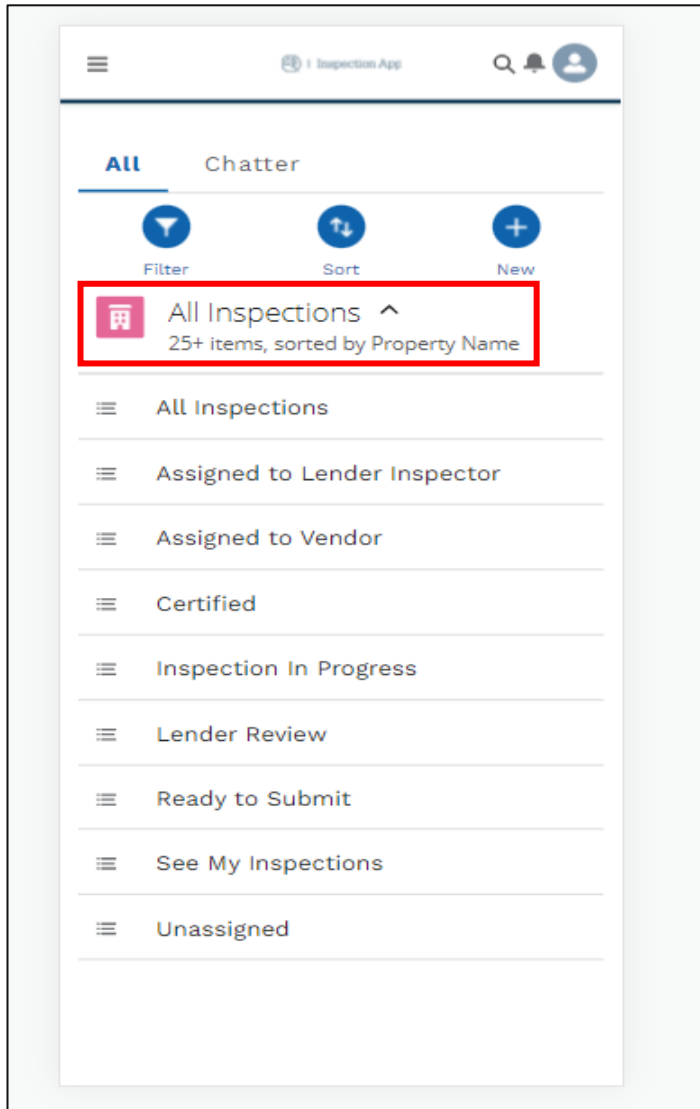 | Inspection App
All Chatter
Filter Sort New
All Inspections
25+ items, sorted by Property Name
All Inspections
Assigned to Lender Inspector
Assigned to Vendor
Certified
Inspection In Progress
Lender Review
Ready to Submit
See My Inspections
Unassigned